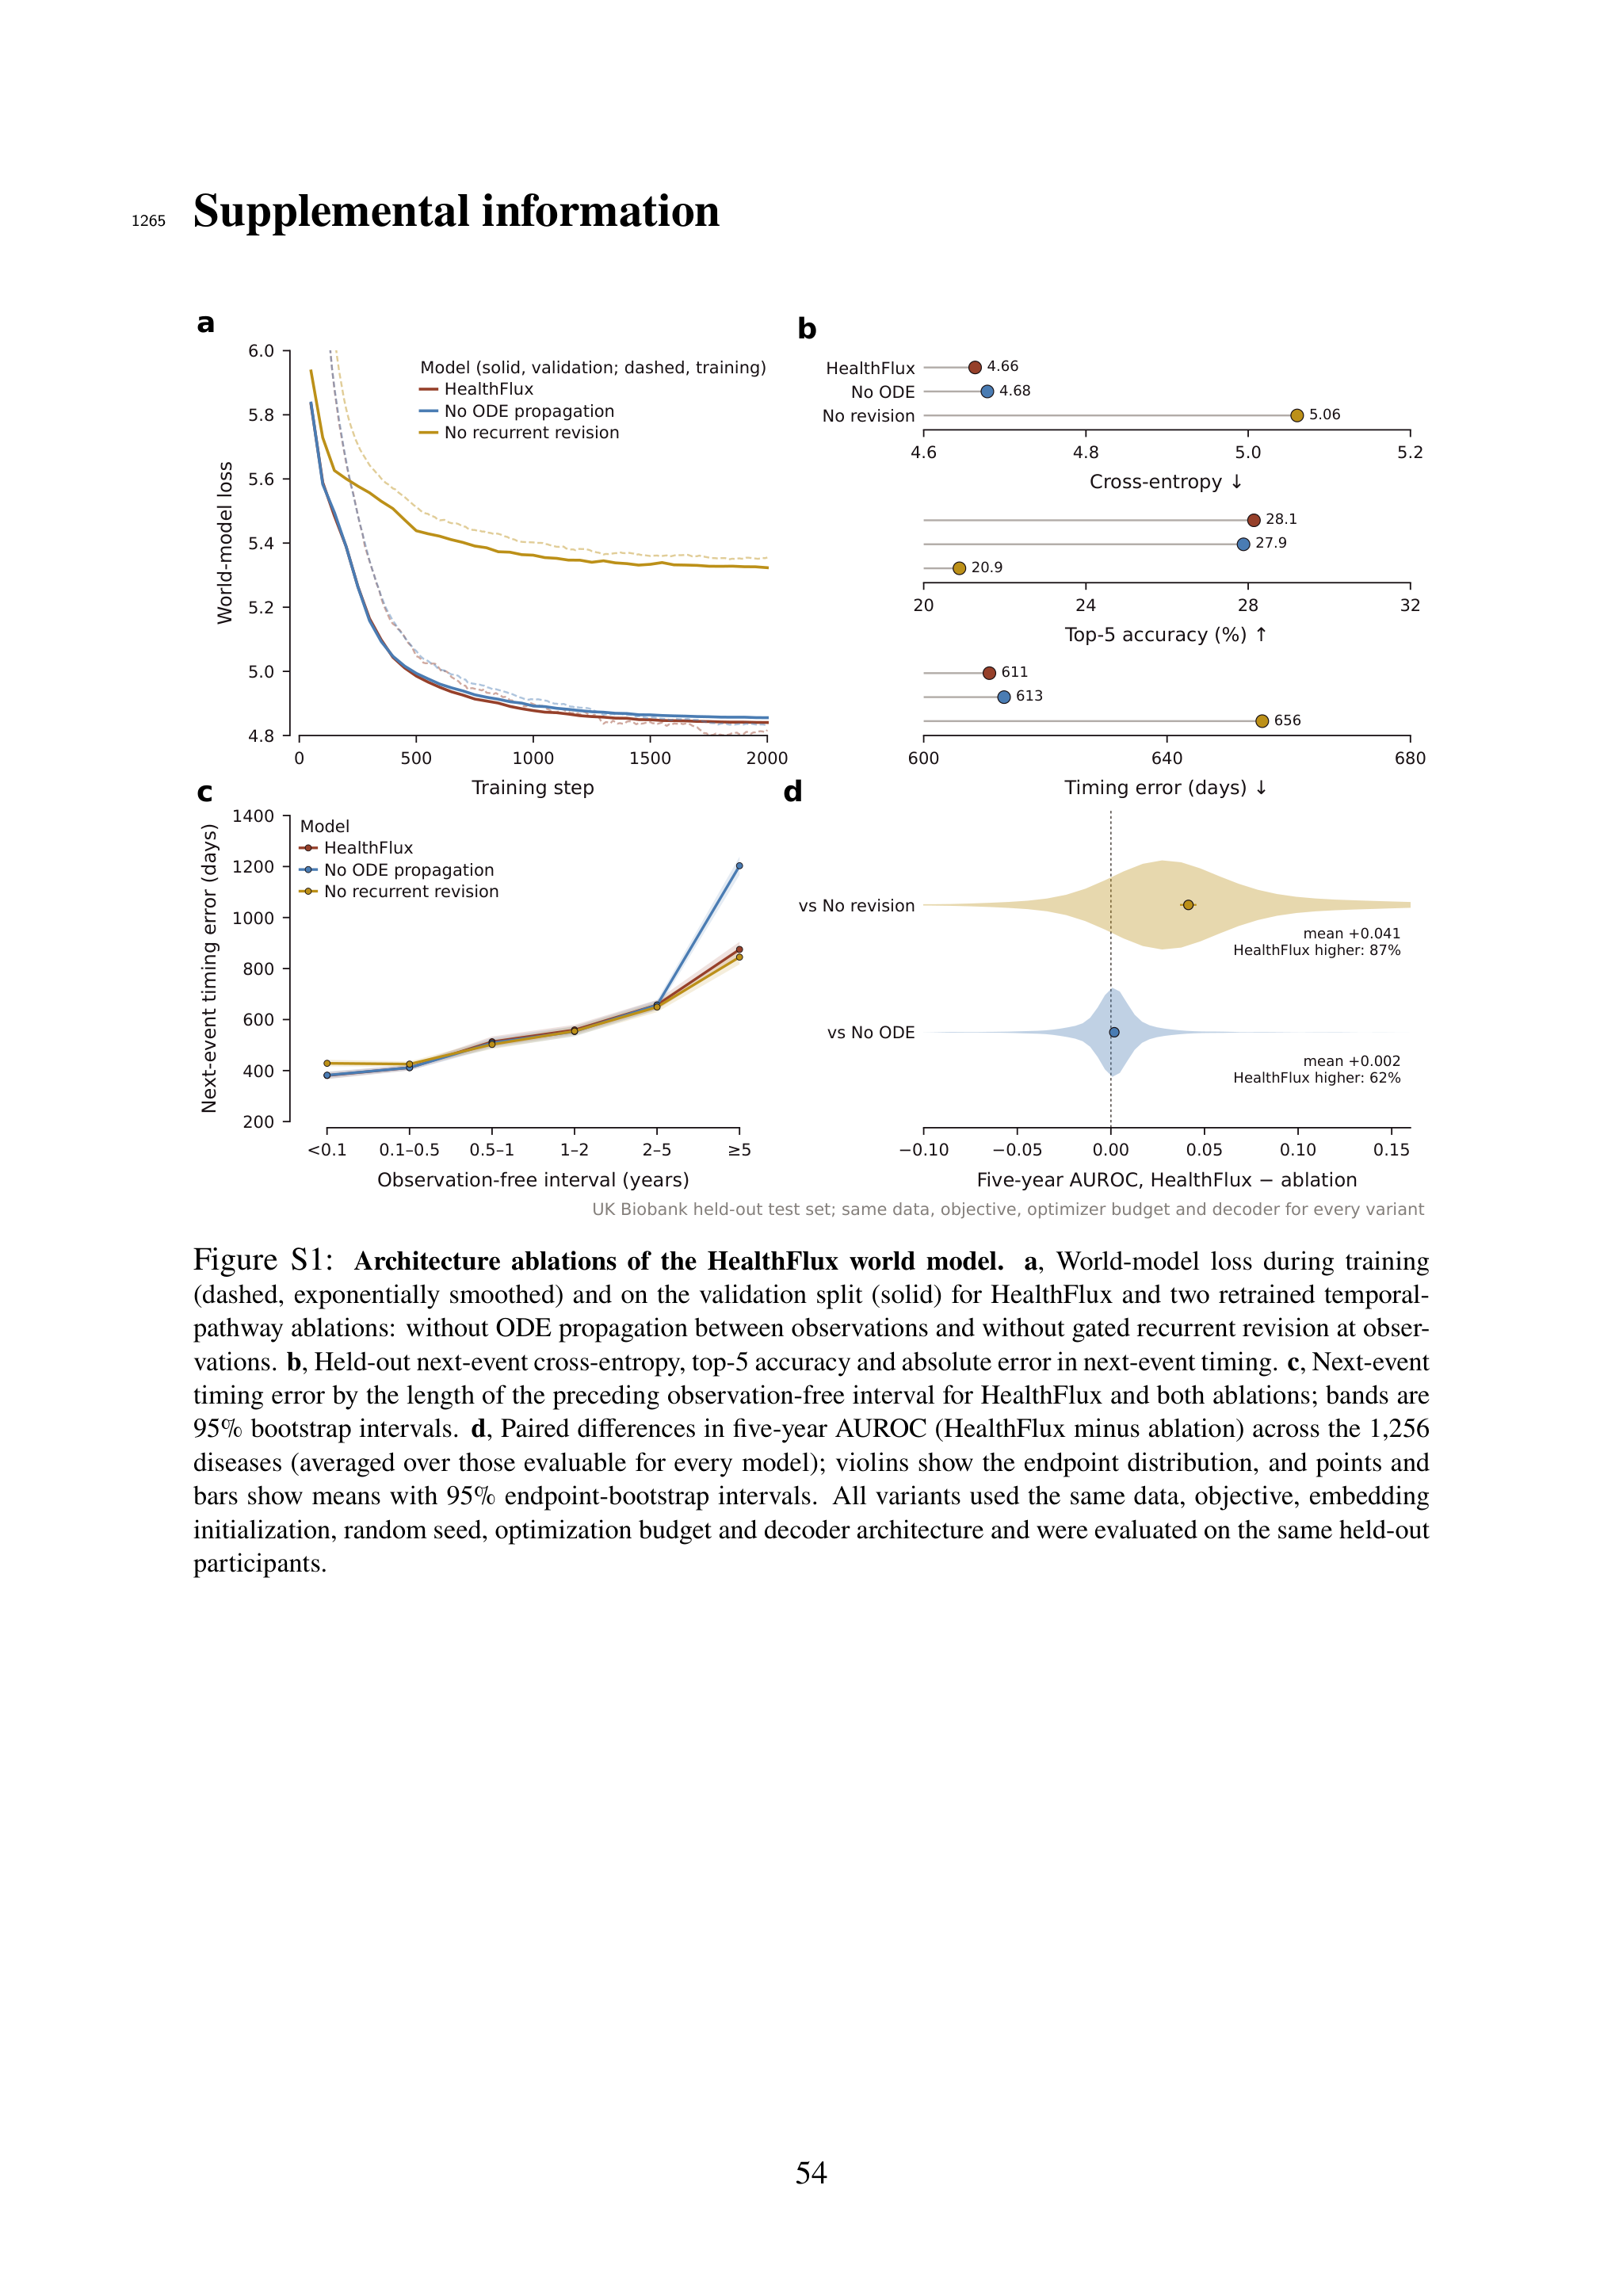 1265 Supplemental information
a
6.0
5.8
5.6
5.4
5.2
5.0
4.8
World-model loss
Model (solid, validation; dashed, training)
HealthFlux
No ODE propagation
No recurrent revision
0 500 1000 1500 2000
Training step
b
HealthFlux 4.66
No ODE 4.68
No revision 5.06
4.6 4.8 5.0 5.2
Cross-entropy ↓
28.1
27.9
20.9
20 24 28 32
Top-5 accuracy (%) ↑
611
613
656
600 640 680
Timing error (days) ↓
c
1400
1200
1000
800
600
400
200
Next-event timing error (days)
Model
HealthFlux
No ODE propagation
No recurrent revision
<0.1 0.1–0.5 0.5–1 1–2 2–5 ≥5
Observation-free interval (years)
d
vs No revision
mean +0.041
HealthFlux higher: 87%
vs No ODE
mean +0.002
HealthFlux higher: 62%
−0.10 −0.05 0.00 0.05 0.10 0.15
Five-year AUROC, HealthFlux − ablation
UK Biobank held-out test set; same data, objective, optimizer budget and decoder for every variant
Figure S1: Architecture ablations of the HealthFlux world model. a, World-model loss during training
(dashed, exponentially smoothed) and on the validation split (solid) for HealthFlux and two retrained temporal-
pathway ablations: without ODE propagation between observations and without gated recurrent revision at obser-
vations. b, Held-out next-event cross-entropy, top-5 accuracy and absolute error in next-event timing. c, Next-event
timing error by the length of the preceding observation-free interval for HealthFlux and both ablations; bands are
95% bootstrap intervals. d, Paired differences in five-year AUROC (HealthFlux minus ablation) across the 1,256
diseases (averaged over those evaluable for every model); violins show the endpoint distribution, and points and
bars show means with 95% endpoint-bootstrap intervals. All variants used the same data, objective, embedding
initialization, random seed, optimization budget and decoder architecture and were evaluated on the same held-out
participants.
54